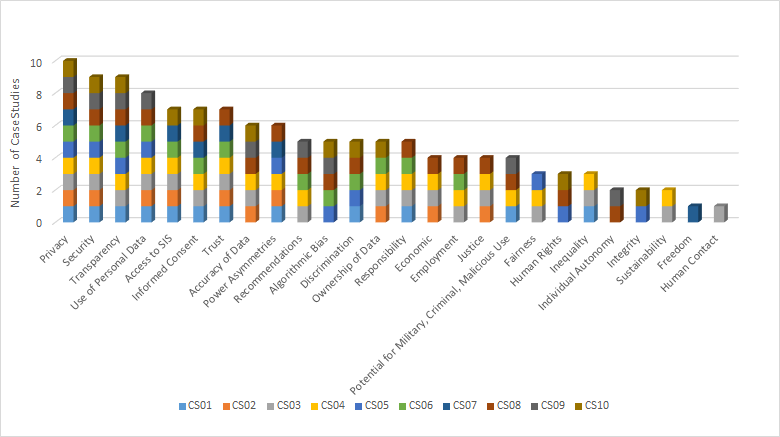 Number of Case Studies
10
8
6
4
2
0
Privacy
Security
Transparency
Use of Personal Data
Access to SIS
Informed Consent
Trust
Accuracy of Data
Power Asymmetries
Recommendations
Algorithmic Bias
Discrimination
Ownership of Data
Responsibility
Economic
Employment
Justice
Potential for Military, Criminal, Malicious Use
Fairness
Human Rights
Inequality
Individual Autonomy
Integrity
Sustainability
Freedom
Human Contact
CS01 CS02 CS03 CS04 CS05 CS06 CS07 CS08 CS09 CS10